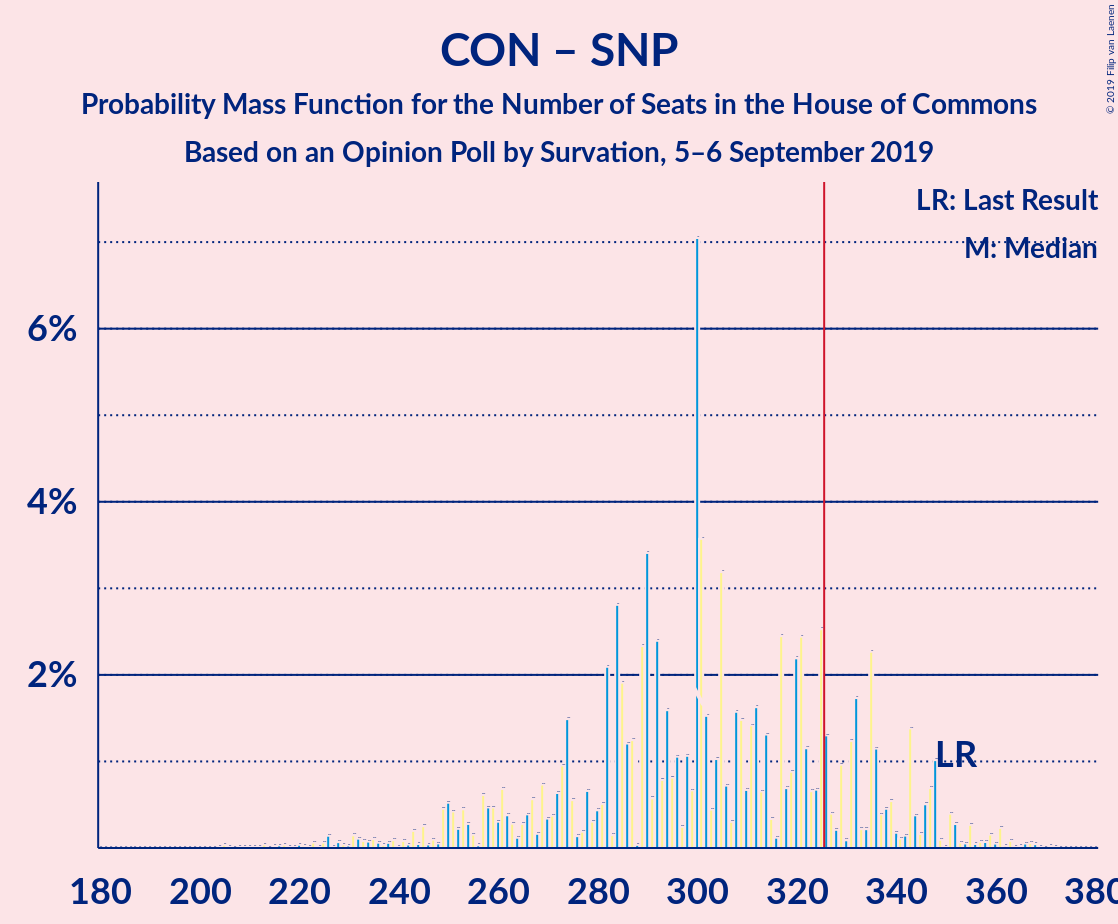 CON – SNP
Probability Mass Function for the Number of Seats in the House of Commons
Based on an Opinion Poll by Survation, 5–6 September 2019
© 2019 Filip van Laenen
LR: Last Result
M: Median
6%
4%
2%
LR
180 200 220 240 260 280 300 320 340 360 380